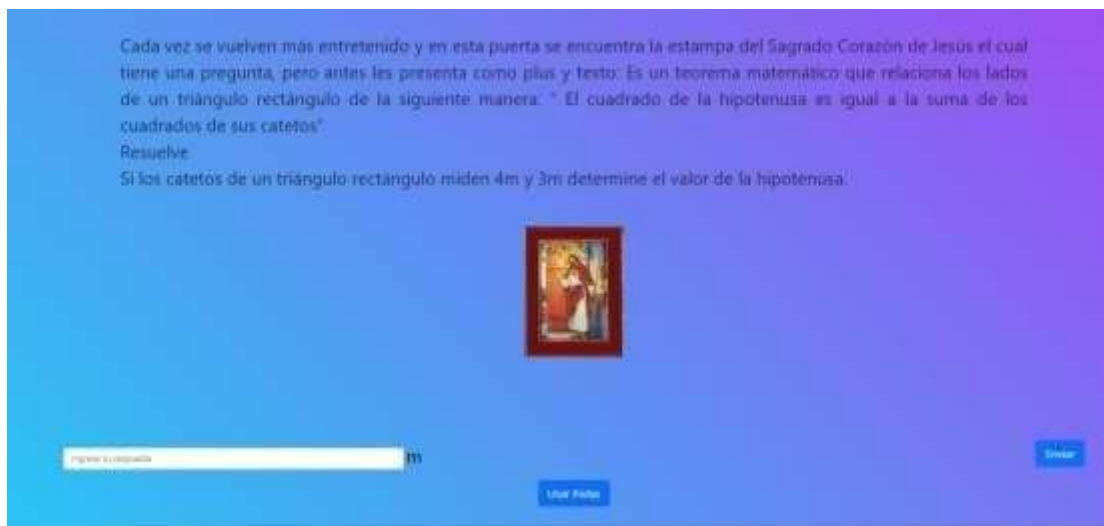 Cada vez se vuelven más entretenido y en esta puerta se encuentra la estampa del Sagrado Corazón de Jesús el cual
tiene una pregunta, pero antes les presenta como plus y texto: Es un teorema matemático que relaciona los lados
de un triángulo rectángulo de la siguiente manera: " El cuadrado de la hipotenusa es igual a la suma de los
cuadrados de sus catetos"
Resuelve:
Si los catetos de un triángulo rectángulo miden 4m y 3m determine el valor de la hipotenusa.
Ingrese su respuesta
m
Enviar
Usar Pistas